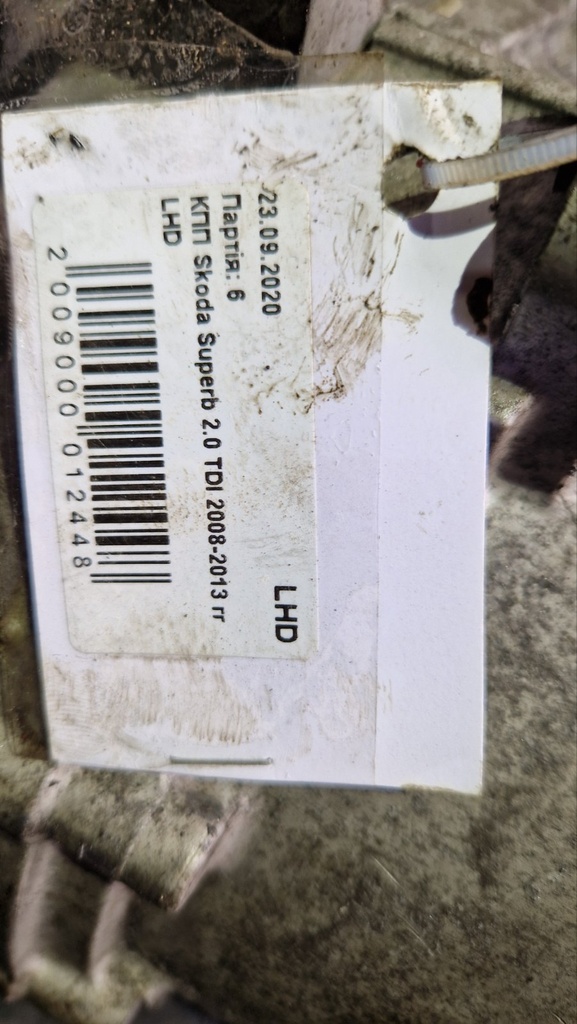 23.09.2020
LHD
Партія: 6
КПП Skoda Superb 2.0 TDI 2008-2013 гг
LHD
2 009000 012448